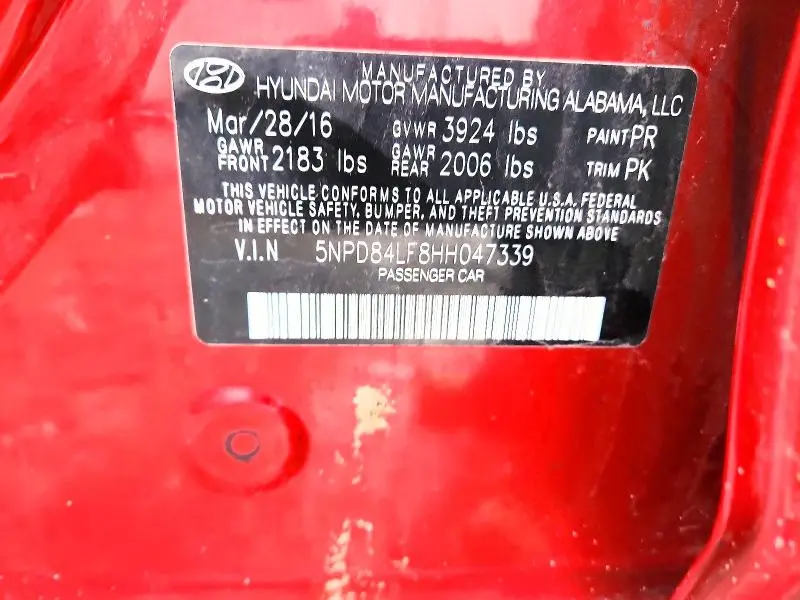 MANUFACTURED BY
HYUNDAI MOTOR MANUFACTURING ALABAMA, LLC
Mar/28/16 GVWR 3924 lbs PAINT PR
GAWR FRONT 2183 lbs GAWR REAR 2006 lbs TRIM PK
THIS VEHICLE CONFORMS TO ALL APPLICABLE U.S.A. FEDERAL
MOTOR VEHICLE SAFETY, BUMPER, AND THEFT PREVENTION STANDARDS
IN EFFECT ON THE DATE OF MANUFACTURE SHOWN ABOVE
V.I.N 5NPD84LF8HH047339
PASSENGER CAR